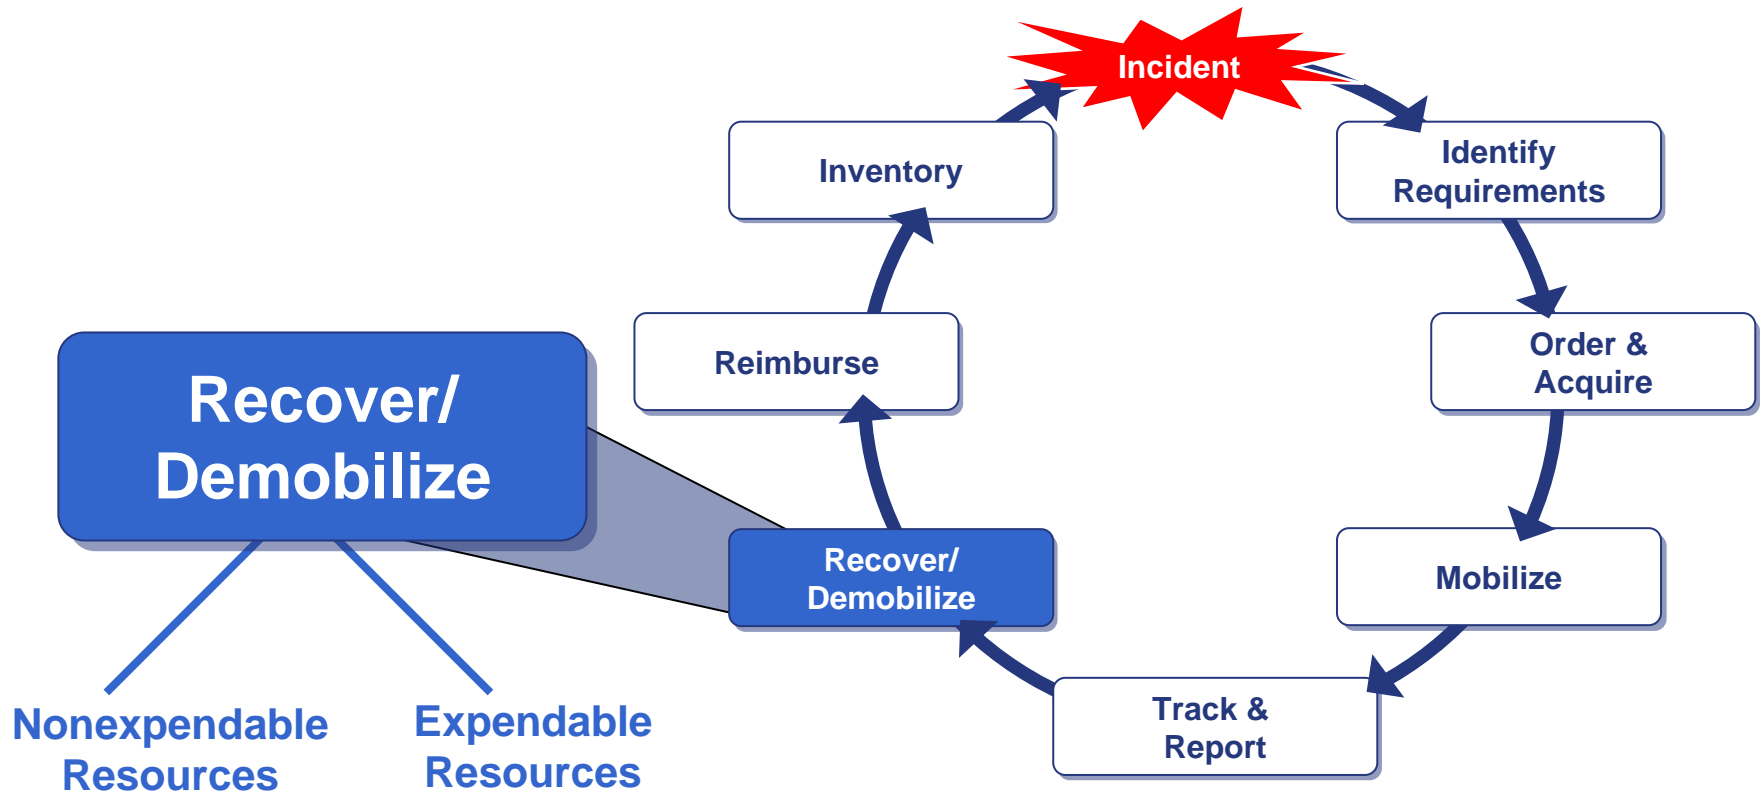 Incident
Identify
Requirements
Order &
Acquire
Mobilize
Track &
Report
Recover/
Demobilize
Reimburse
Inventory
Recover/
Demobilize
Nonexpendable
Resources
Expendable
Resources